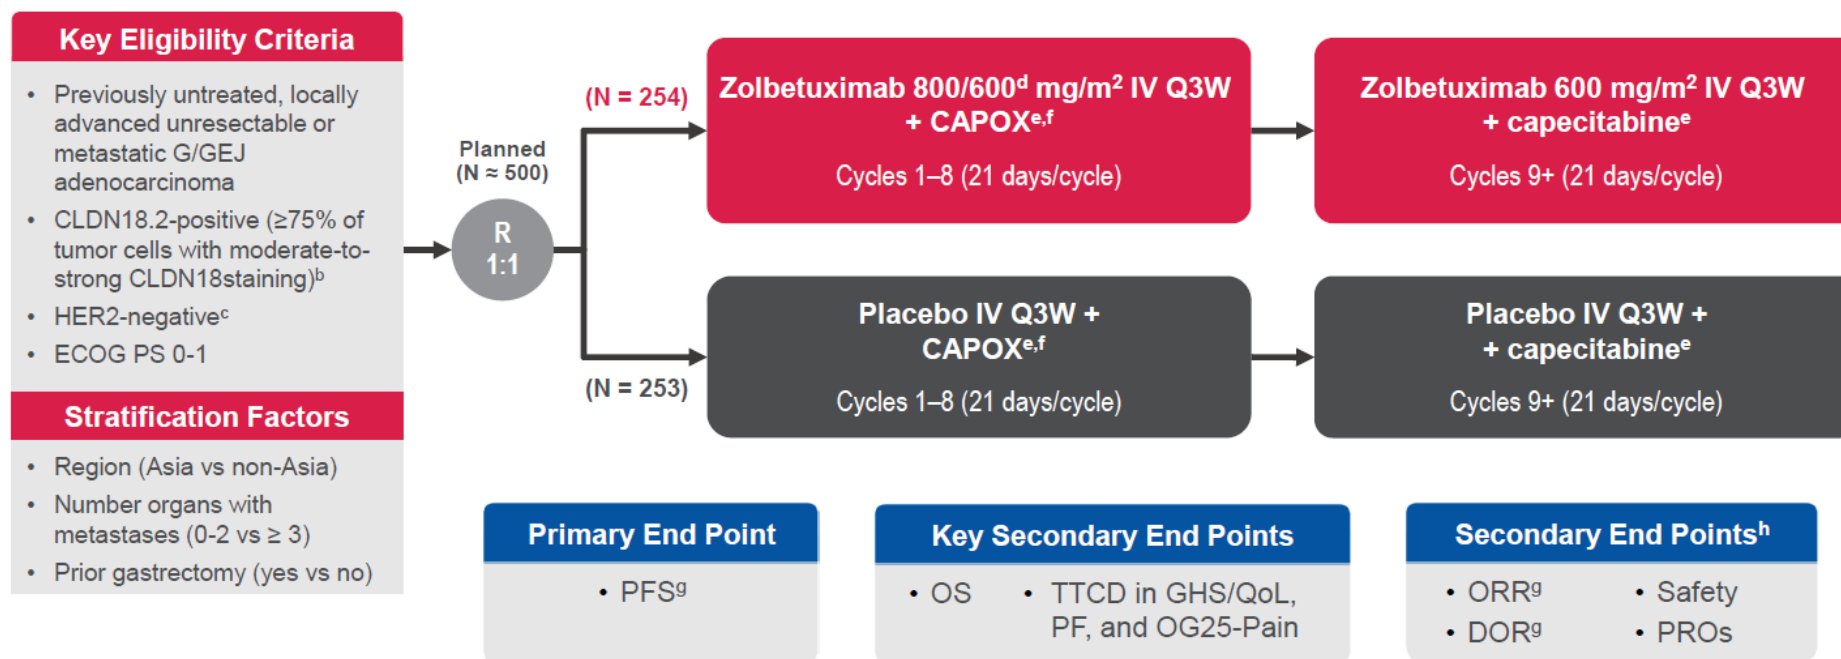 Key Eligibility Criteria
• Previously untreated, locally
advanced unresectable or
metastatic G/GEJ
adenocarcinoma
• CLDN18.2-positive (≥75% of
tumor cells with moderate-to-
strong CLDN18staining)ᵇ
• HER2-negativeᶜ
• ECOG PS 0-1
Stratification Factors
• Region (Asia vs non-Asia)
• Number organs with
metastases (0-2 vs ≥ 3)
• Prior gastrectomy (yes vs no)
Planned
(N ≈ 500)
R
1:1
(N = 254)
Zolbetuximab 800/600ᵈ mg/m² IV Q3W
+ CAPOXᵉ,ᶠ
Cycles 1–8 (21 days/cycle)
Zolbetuximab 600 mg/m² IV Q3W
+ capecitabineᵉ
Cycles 9+ (21 days/cycle)
(N = 253)
Placebo IV Q3W +
CAPOXᵉ,ᶠ
Cycles 1–8 (21 days/cycle)
Placebo IV Q3W +
+ capecitabineᵉ
Cycles 9+ (21 days/cycle)
Primary End Point
• PFSᵍ
Key Secondary End Points
• OS
• TTCD in GHS/QoL,
PF, and OG25-Pain
Secondary End Pointsʰ
• ORRᵍ
• DORᵍ
• Safety
• PROs